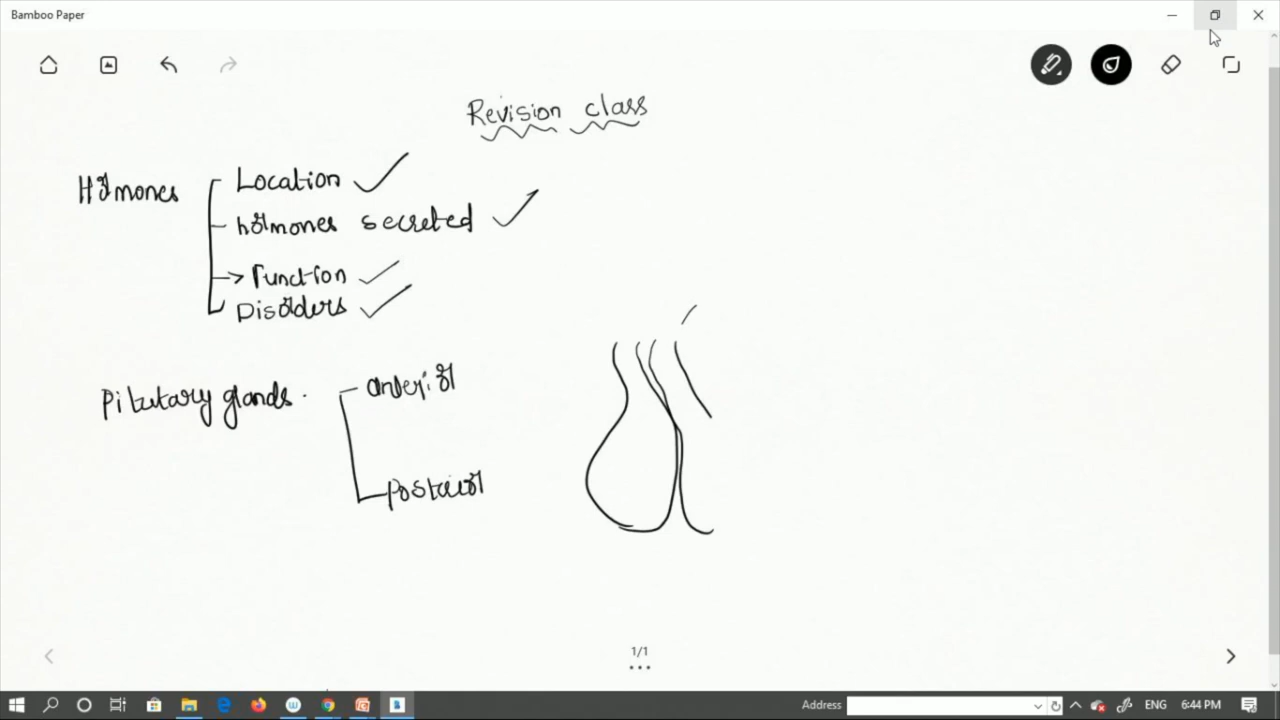 Bamboo Paper
Revision class
Hormones
Location
hormones secreted
Function
Disorders
Pitutary glands.
anterior
Posterior
1/1
Address
ENG
6:44 PM